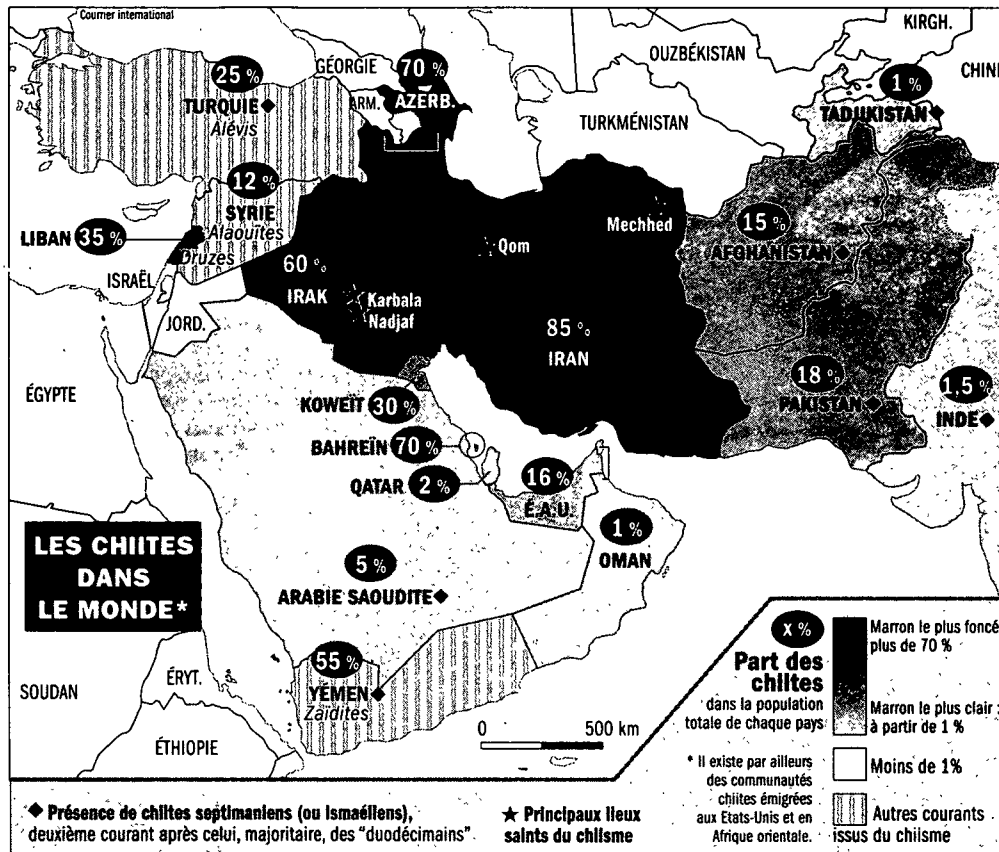 Courrier international
KIRGH.
OUZBÉKISTAN
GÉORGIE
CHINE
25 %
70 %
1 %
TURQUIE
Alévis
ARM.
AZERB.
TADJIKISTAN
TURKMÉNISTAN
12 %
SYRIE
Alaouites
Druzes
LIBAN 35 %
Mechhed
15 %
AFGHANISTAN
Qom
ISRAËL
60 %
IRAK
Karbala
Nadjaf
JORD.
85 %
IRAN
18 %
PAKISTAN
1,5 %
INDE
ÉGYPTE
KOWEÏT 30 %
BAHREÏN 70 %
QATAR 2 %
16 %
É.A.U.
1 %
OMAN
LES CHIITES
DANS
LE MONDE*
5 %
ARABIE SAOUDITE
55 %
YÉMEN
Zaïdites
SOUDAN
ÉRYT.
ÉTHIOPIE
0 500 km
X %
Part des
chiites
dans la population
totale de chaque pays
Marron le plus foncé
plus de 70 %
Marron le plus clair :
à partir de 1 %
Moins de 1%
Autres courants
issus du chiisme
* Il existe par ailleurs
des communautés
chiites émigrées
aux Etats-Unis et en
Afrique orientale.
◆ Présence de chiites septimaniens (ou Ismaéliens),
deuxième courant après celui, majoritaire, des "duodécimains"
★ Principaux lieux
saints du chiisme